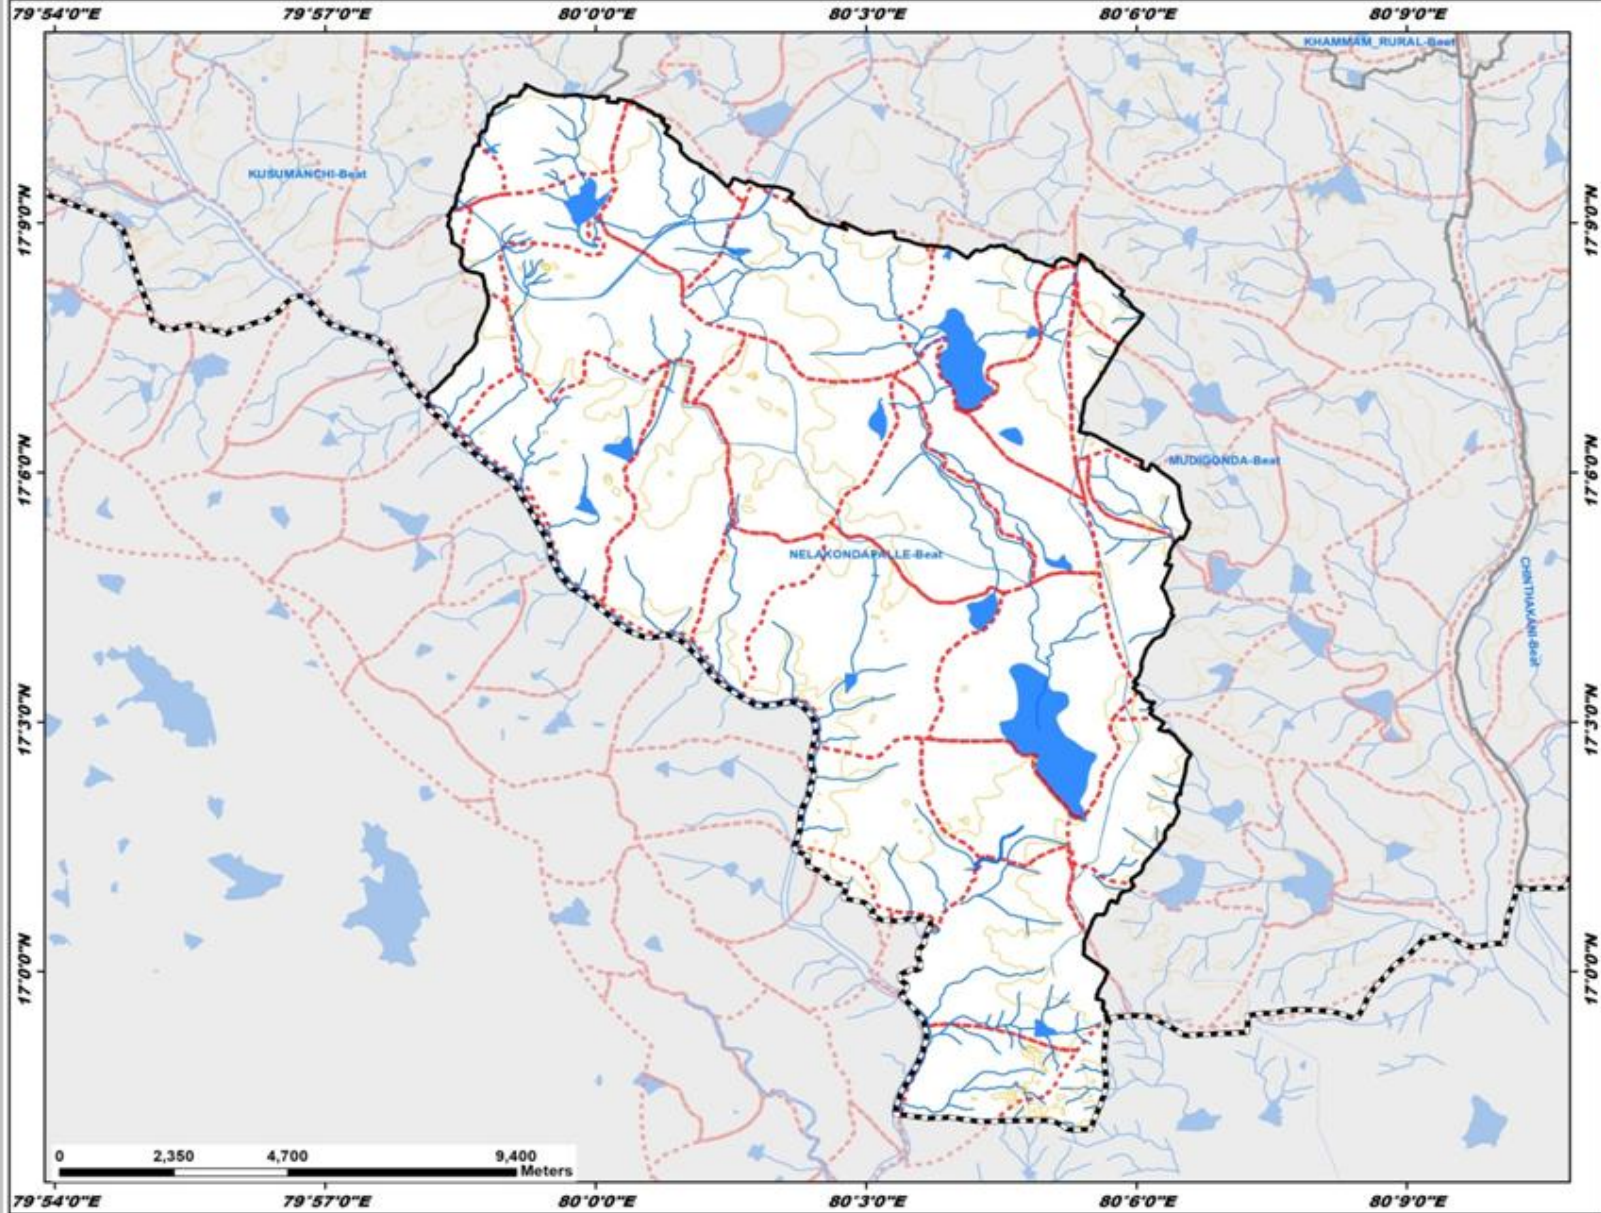 79°54'0"E 79°57'0"E 80°0'0"E 80°3'0"E 80°6'0"E 80°9'0"E
KHAMMAM_RURAL-Beat
KUSUMANCHI-Beat
17°9'0"N 17°9'0"N
17°6'0"N 17°6'0"N
MUDIGONDA-Beat
NELAKONDAPALLE-Beat
CHINTHAKANI-Beat
17°3'0"N 17°3'0"N
17°0'0"N 17°0'0"N
0 2,350 4,700 9,400
Meters
79°54'0"E 79°57'0"E 80°0'0"E 80°3'0"E 80°6'0"E 80°9'0"E